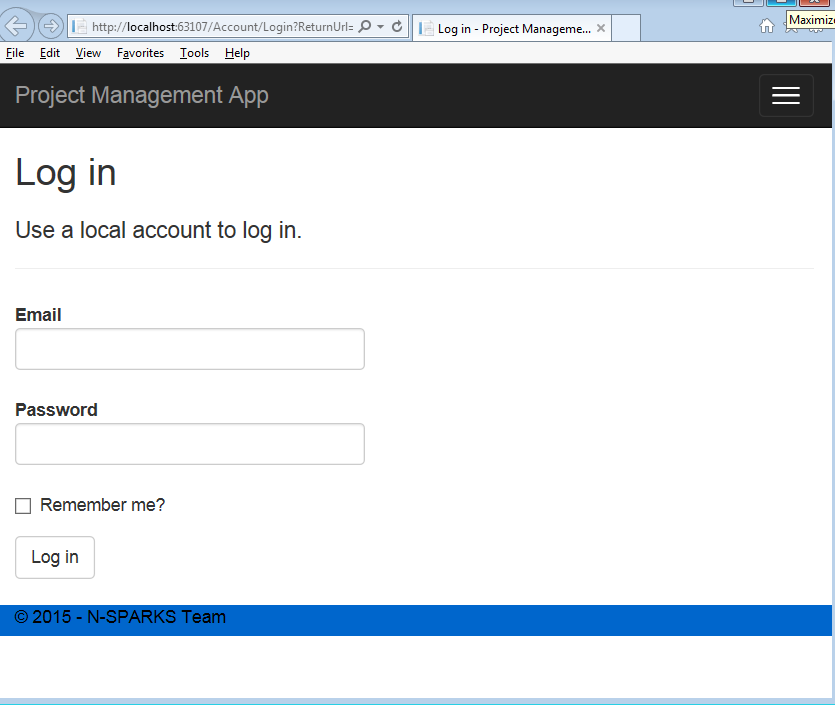 Maximize
http://localhost:63107/Account/Login?ReturnUrl=
Log in - Project Manageme...
File Edit View Favorites Tools Help
Project Management App
Log in
Use a local account to log in.
Email
Password
Remember me?
Log in
© 2015 - N-SPARKS Team